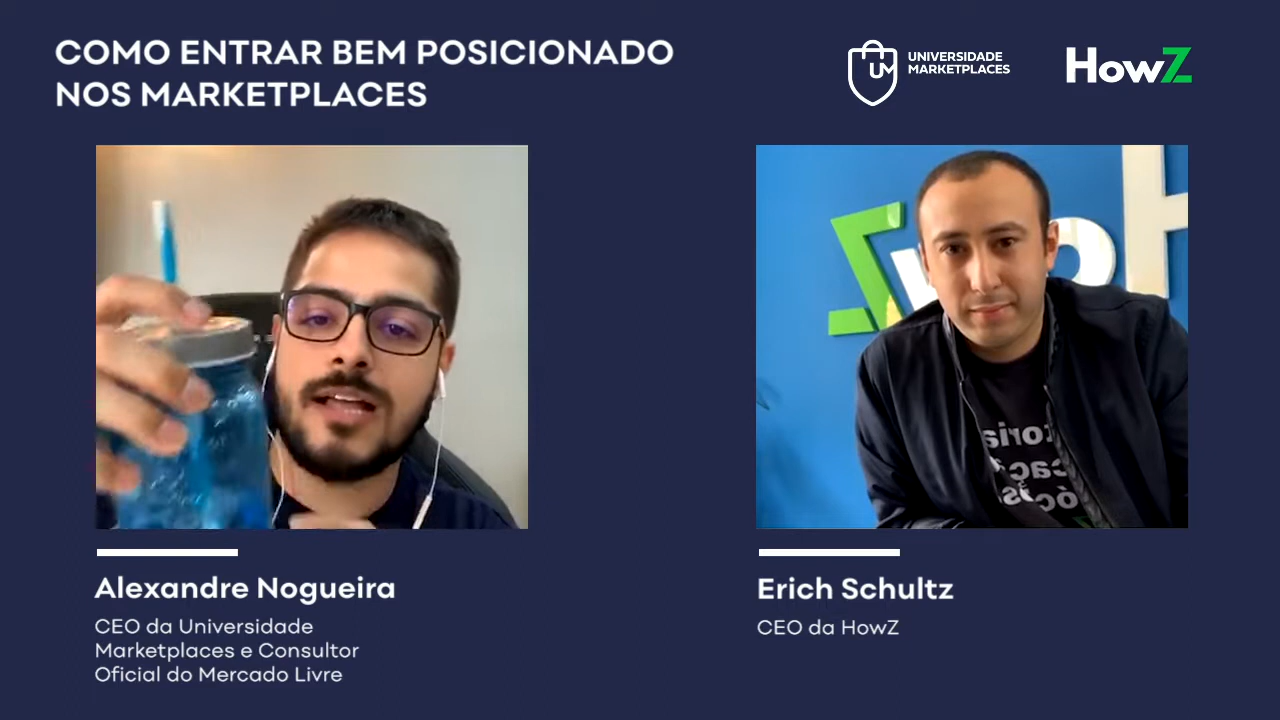 COMO ENTRAR BEM POSICIONADO
NOS MARKETPLACES
UM
UNIVERSIDADE
MARKETPLACES
HowZ
Alexandre Nogueira
CEO da Universidade
Marketplaces e Consultor
Oficial do Mercado Livre
Erich Schultz
CEO da HowZ